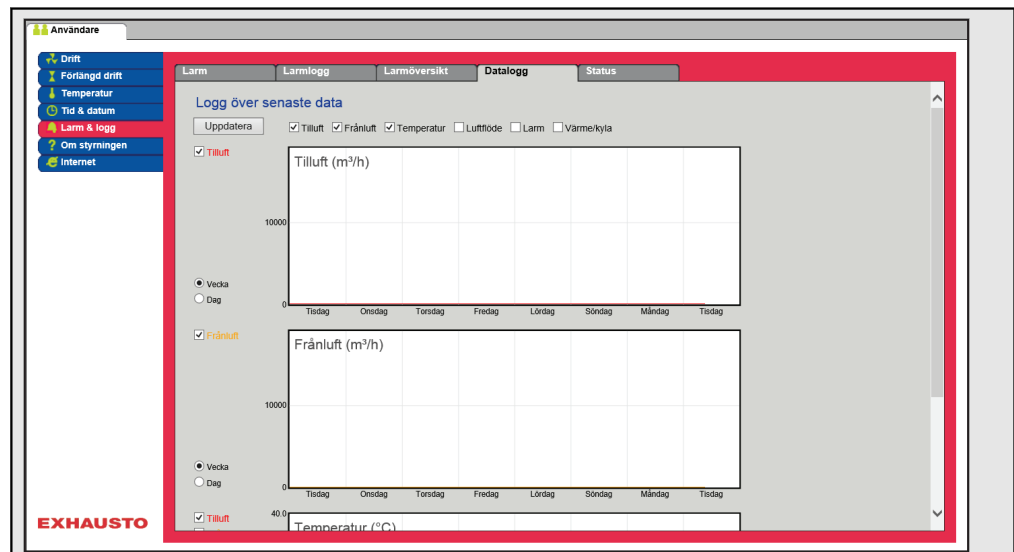 Användare
Drift
Förlängd drift
Temperatur
Tid & datum
Larm & logg
Om styrningen
Internet
EXHAUSTO
Larm Larmlogg Larmöversikt Datalogg Status
Logg över senaste data
Uppdatera Tilluft Frånluft Temperatur Luftflöde Larm Värme/kyla
Tilluft
Tilluft (m³/h)
10000
Vecka
Dag
0
Tisdag Onsdag Torsdag Fredag Lördag Söndag Måndag Tisdag
Frånluft
Frånluft (m³/h)
10000
Vecka
Dag
0
Tisdag Onsdag Torsdag Fredag Lördag Söndag Måndag Tisdag
Tilluft
40.0
Temperatur (°C)